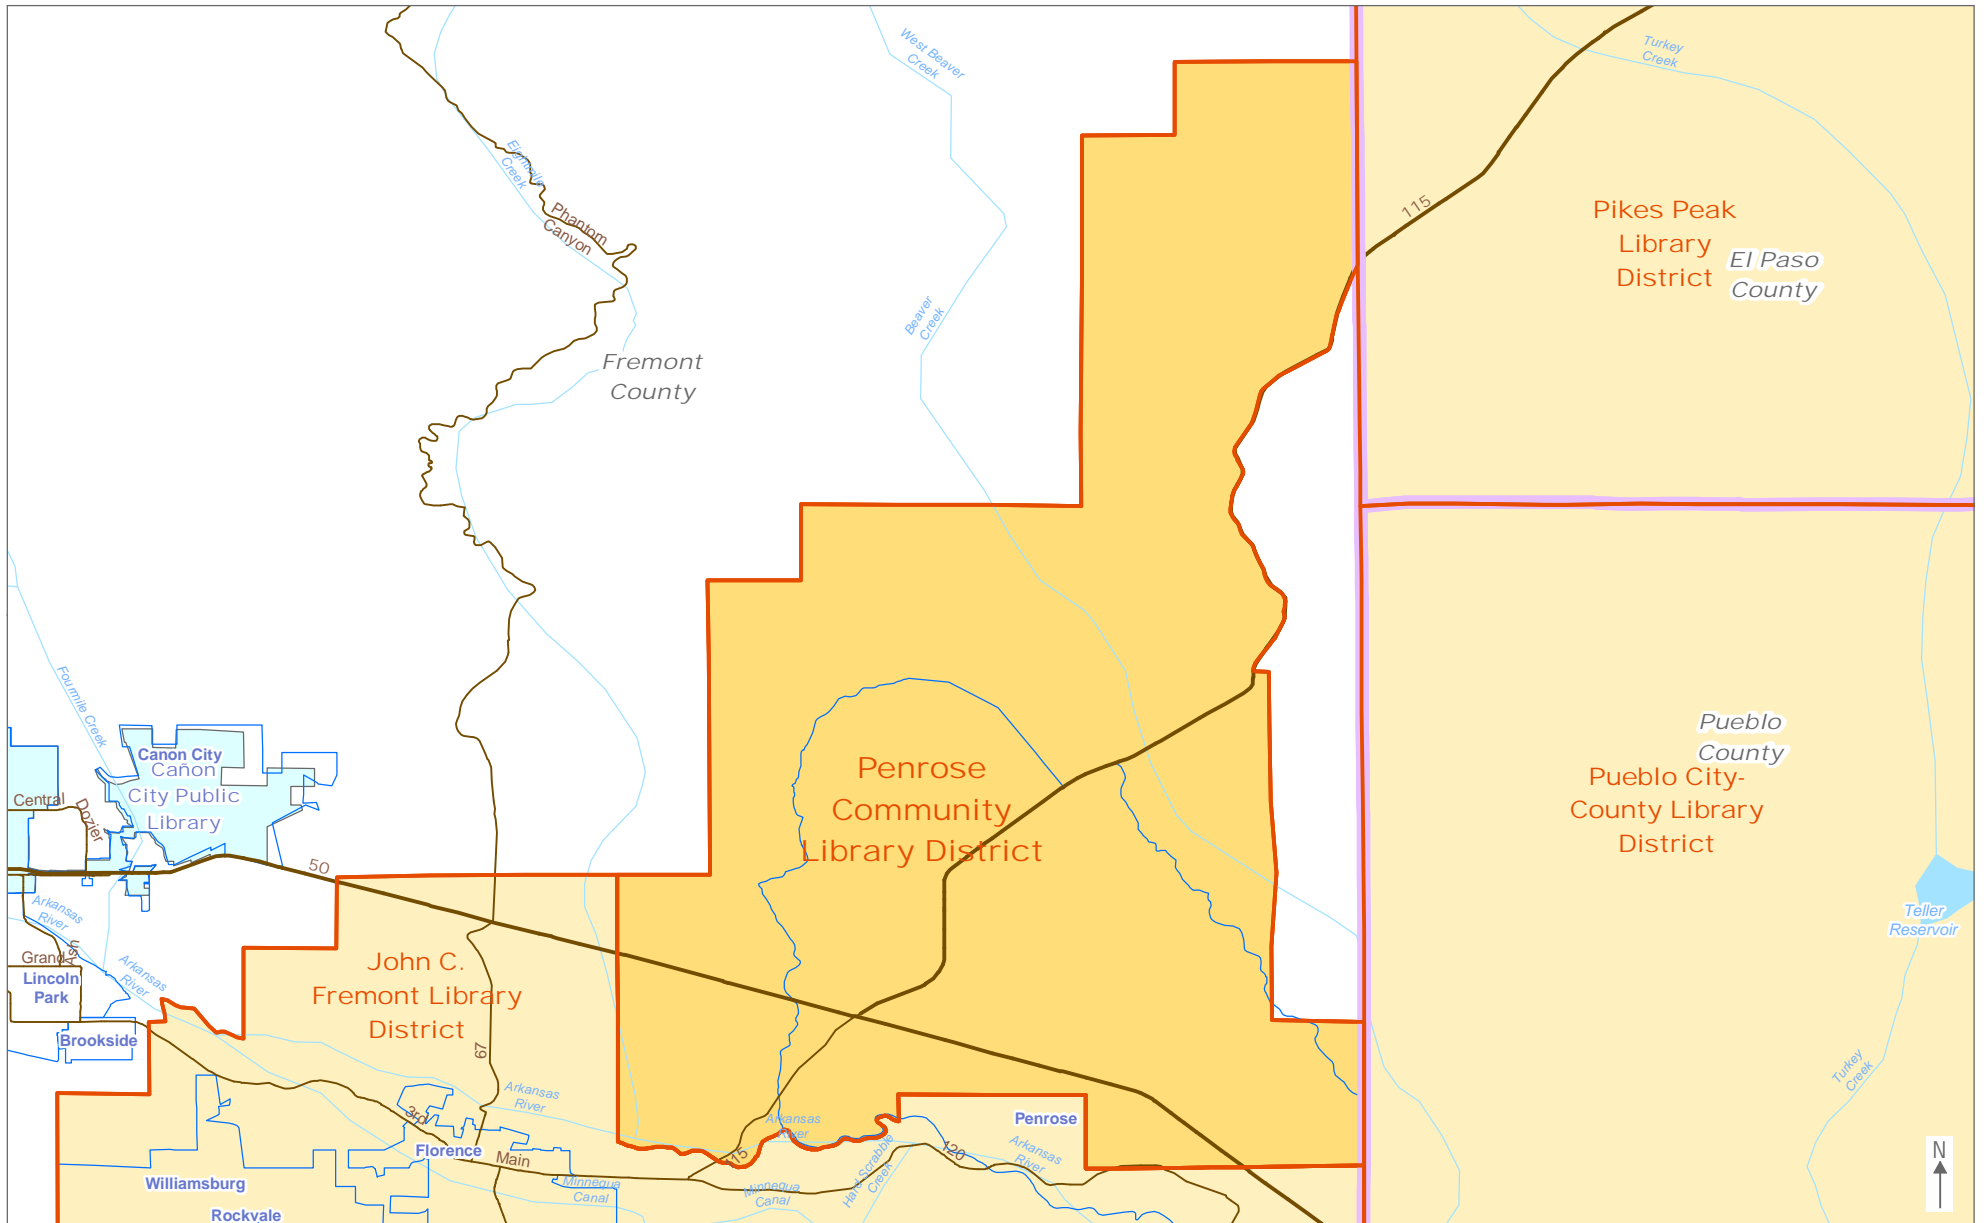 West Beaver
Creek
Turkey
Creek
Eightmile
Creek
Phantom
Canyon
115
Pikes Peak
Library
District
El Paso
County
Beaver
Creek
Fremont
County
Fourmile Creek
Canon City
Cañon
City Public
Library
Central
Dozier
50
Penrose
Community
Library District
Pueblo
County
Pueblo City-
County Library
District
Teller
Reservoir
Arkansas
River
Grand
Ash
Lincoln
Park
Arkansas
River
John C.
Fremont Library
District
Brookside
67
Arkansas
River
3rd
Florence
Main
Arkansas
River
115
Hard Scrabble
Creek
120
Penrose
Arkansas
River
Turkey
Creek
Williamsburg
Rockvale
Minnequa
Canal
Minnequa
Canal
N